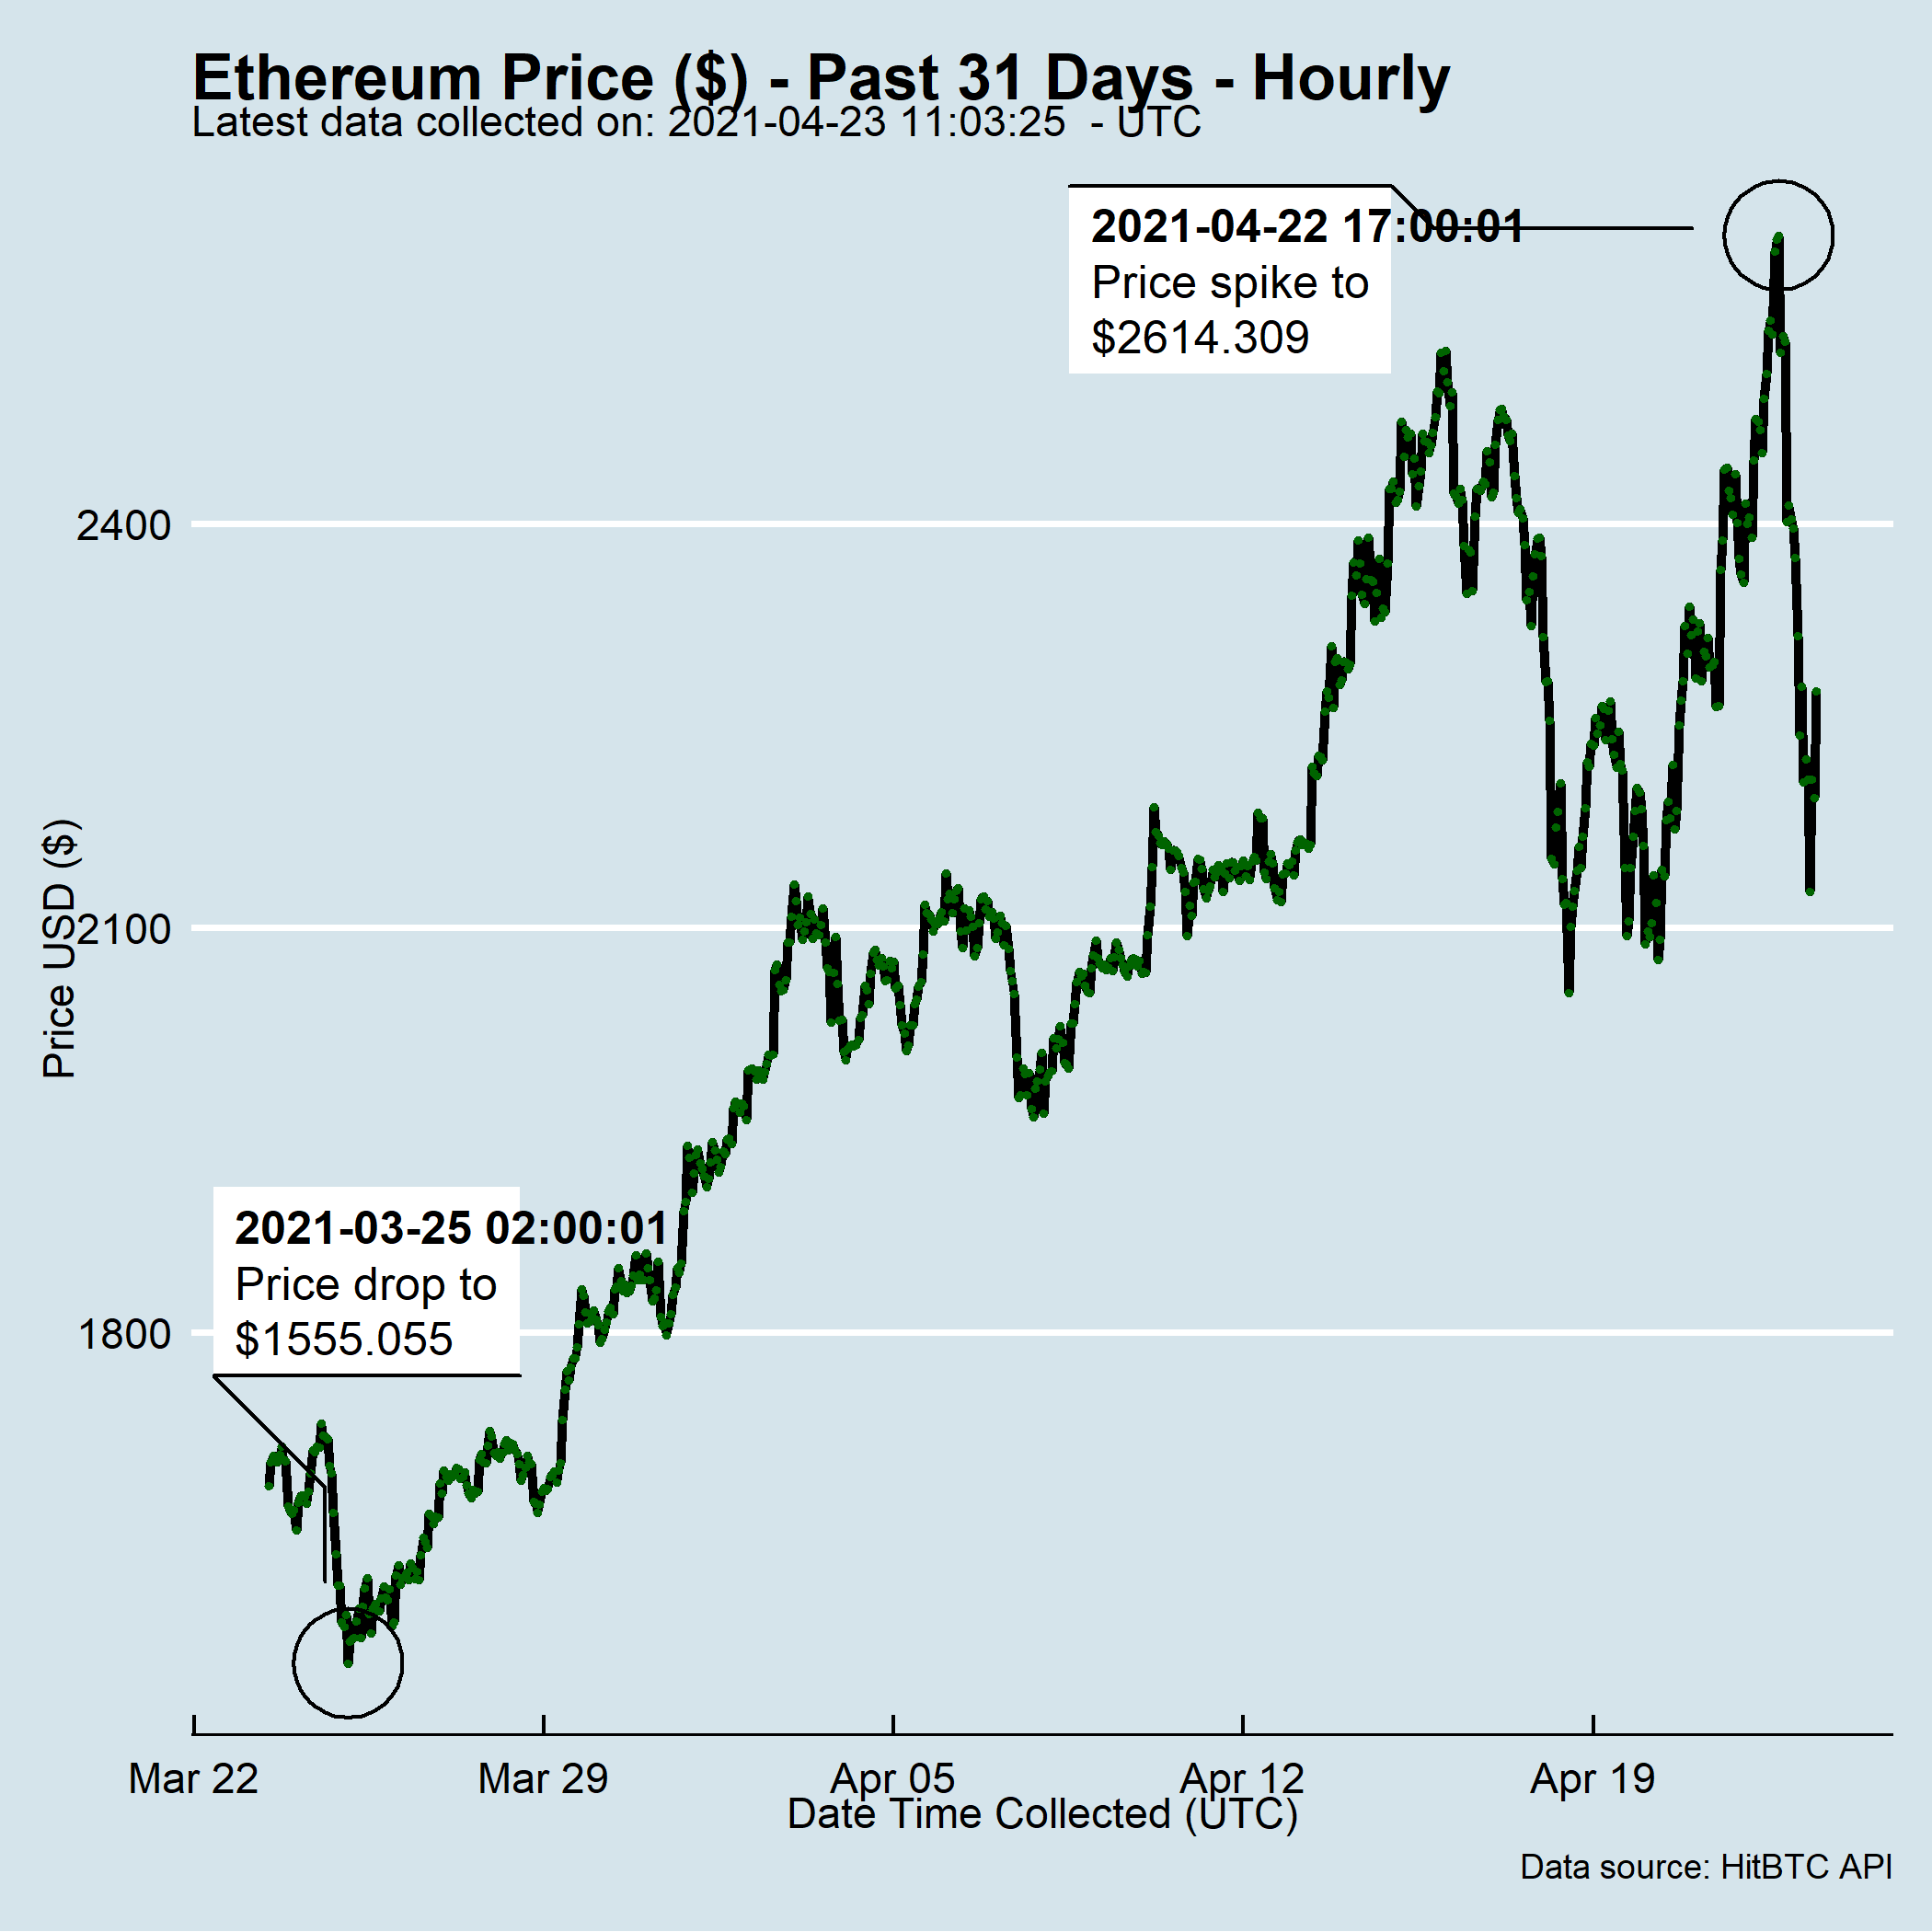 Ethereum Price ($) - Past 31 Days - Hourly
Latest data collected on: 2021-04-23 11:03:25  - UTC
2021-04-22 17:00:01
Price spike to
$2614.309
2400
2100
1800
Price USD ($)
2021-03-25 02:00:01
Price drop to
$1555.055
Mar 22
Mar 29
Apr 05
Apr 12
Apr 19
Date Time Collected (UTC)
Data source: HitBTC API